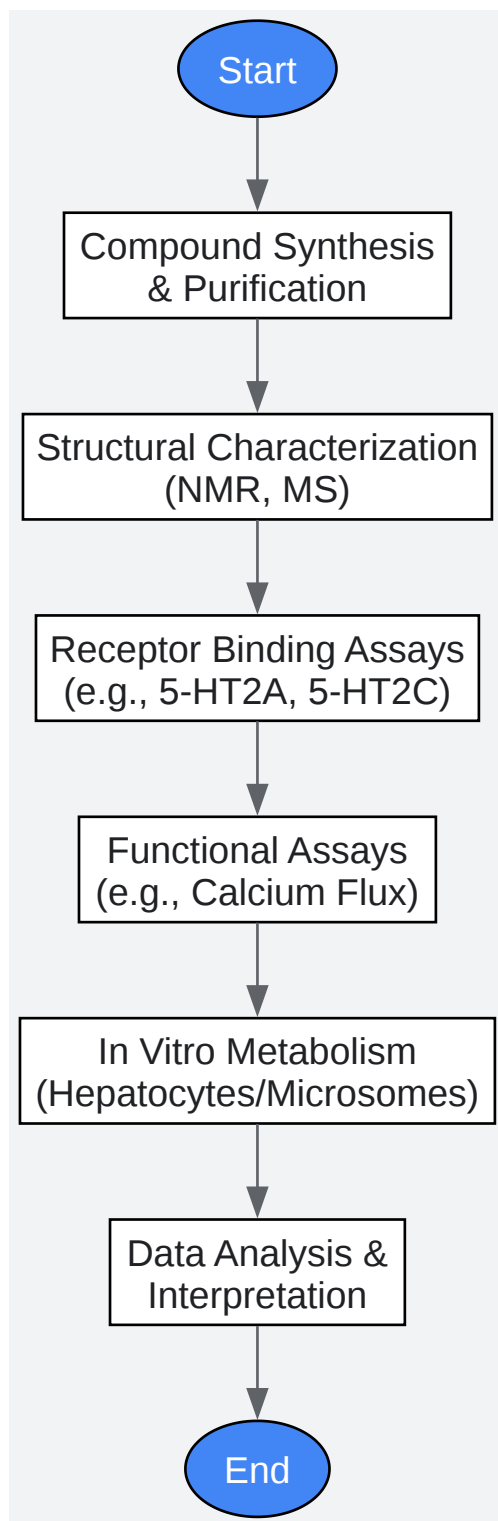 Start
Compound Synthesis
& Purification
Structural Characterization
(NMR, MS)
Receptor Binding Assays
(e.g., 5-HT2A, 5-HT2C)
Functional Assays
(e.g., Calcium Flux)
In Vitro Metabolism
(Hepatocytes/Microsomes)
Data Analysis &
Interpretation
End